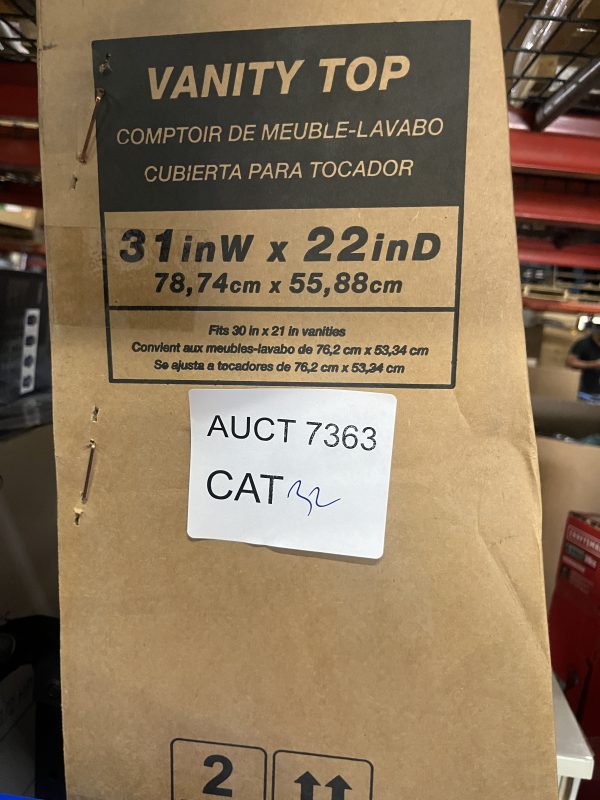 VANITY TOP
COMPTOIR DE MEUBLE-LAVABO
CUBIERTA PARA TOCADOR
31inW x 22inD
78,74cm x 55,88cm
Fits 30 in x 21 in vanities
Convient aux meubles-lavabo de 76,2 cm x 53,34 cm
Se ajusta a tocadores de 76,2 cm x 53,34 cm
AUCT 7363
CAT 32
2